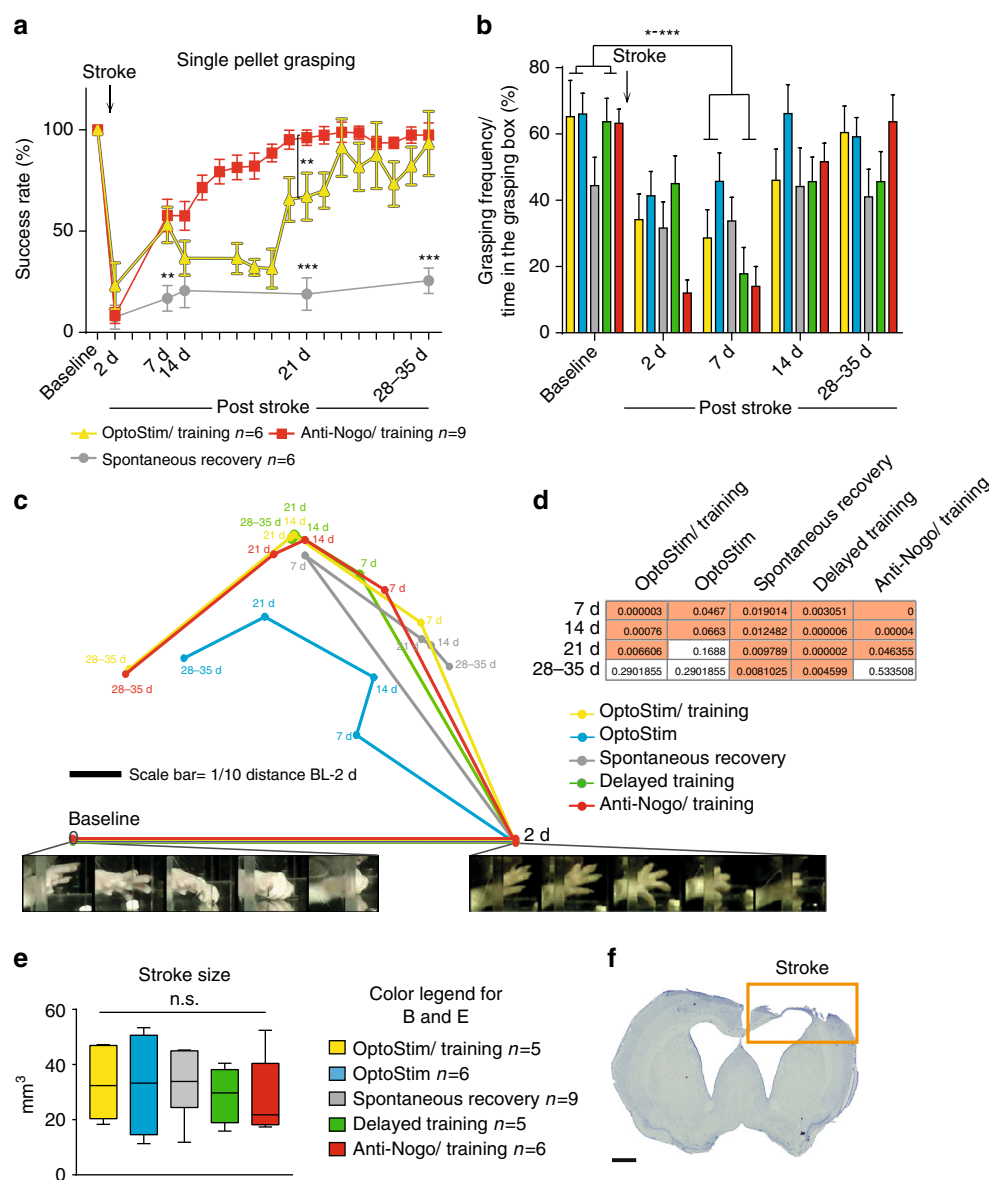 a
Single pellet grasping
Stroke
Success rate (%)
100
50
0
**
**
***
***
Baseline
2 d
7 d
14 d
21 d
28–35 d
Post stroke
OptoStim/ training n=6
Anti-Nogo/ training n=9
Spontaneous recovery n=6
b
*-***
Stroke
Grasping frequency/
time in the grasping box (%)
80
60
40
20
0
Baseline
2 d
7 d
14 d
28–35 d
Post stroke
c
21 d
28–35 d
14 d
14 d
21 d
14 d
21 d
7 d
7 d
7 d
7 d
21 d
14 d
28–35 d
21 d
28–35 d
28–35 d
28–35 d
14 d
7 d
Scale bar= 1/10 distance BL-2 d
Baseline
2 d
d
OptoStim/ training
OptoStim
Spontaneous recovery
Delayed training
Anti-Nogo/ training
7 d 0.000003 0.0467 0.019014 0.003051 0
14 d 0.00076 0.0663 0.012482 0.000006 0.00004
21 d 0.006606 0.1688 0.009789 0.000002 0.046355
28–35 d 0.2901855 0.2901855 0.0081025 0.004599 0.533508
OptoStim/ training
OptoStim
Spontaneous recovery
Delayed training
Anti-Nogo/ training
e
Stroke size
n.s.
mm³
60
40
20
0
Color legend for
B and E
OptoStim/ training n=5
OptoStim n=6
Spontaneous recovery n=9
Delayed training n=5
Anti-Nogo/ training n=6
f
Stroke